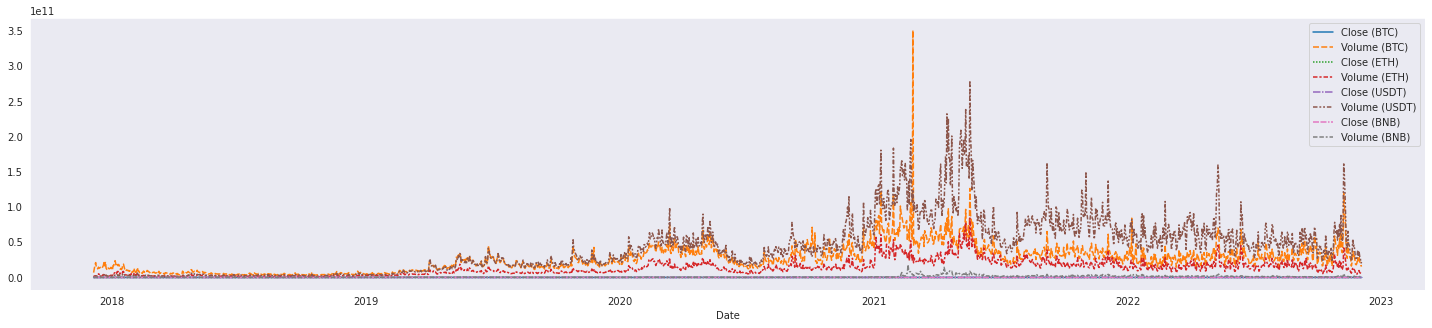 1e11
3.5
3.0
2.5
2.0
1.5
1.0
0.5
0.0
2018 2019 2020 2021 2022 2023
Date
Close (BTC)
Volume (BTC)
Close (ETH)
Volume (ETH)
Close (USDT)
Volume (USDT)
Close (BNB)
Volume (BNB)